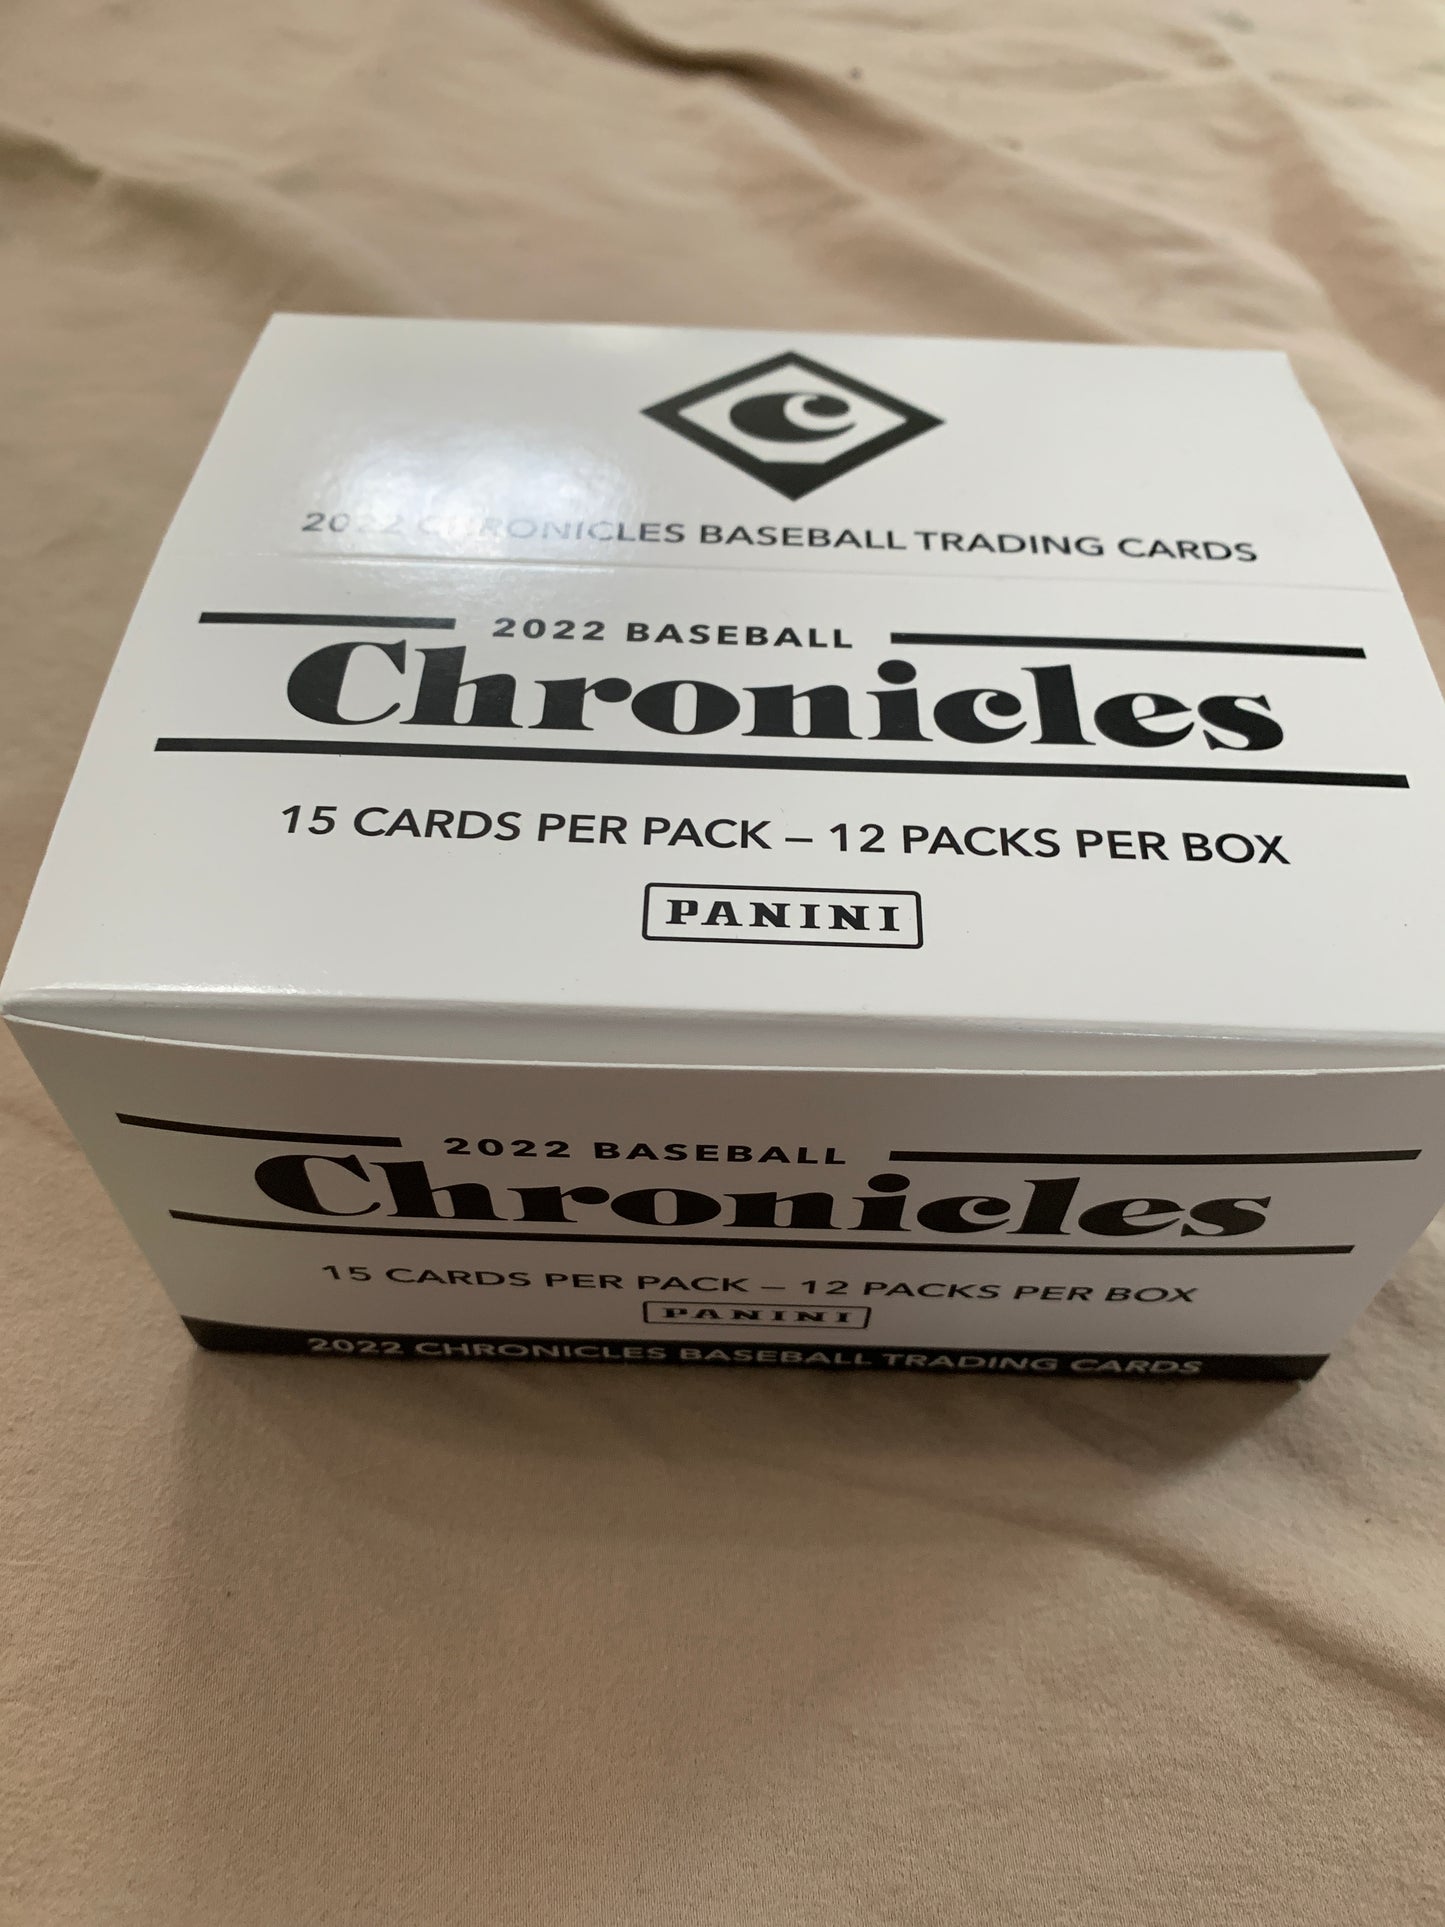 2022 CHRONICLES BASEBALL TRADING CARDS
2022 BASEBALL
Chronicles
15 CARDS PER PACK – 12 PACKS PER BOX
PANINI
2022 BASEBALL
Chronicles
15 CARDS PER PACK – 12 PACKS PER BOX
PANINI
2022 CHRONICLES BASEBALL TRADING CARDS